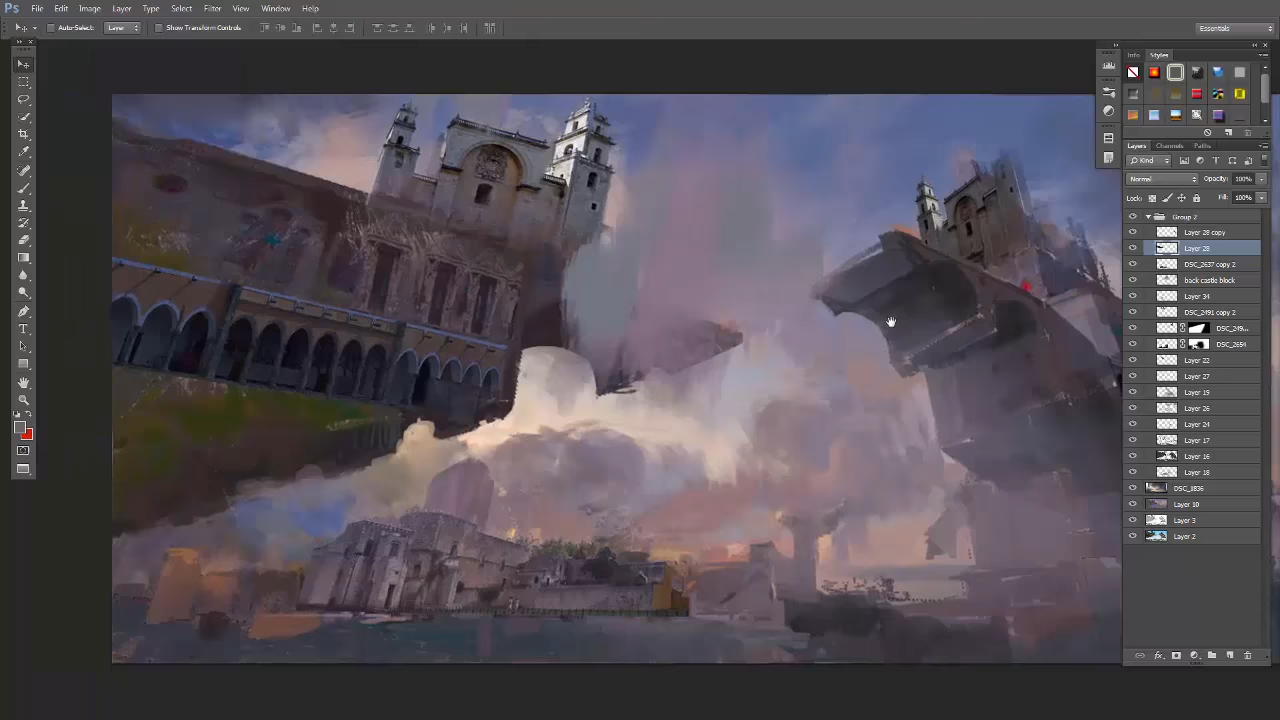 Ps File Edit Image Layer Type Select Filter View Window Help
Auto-Select: Layer Show Transform Controls Essentials
Info Styles
Layers Channels Paths
Kind
Normal Opacity: 100%
Lock: Fill: 100%
Group 2
Layer 28 copy
Layer 28
DSC_2637 copy 2
back castle block
Layer 34
DSC_2491 copy 2
DSC_249...
DSC_2654
Layer 22
Layer 27
Layer 19
Layer 26
Layer 24
Layer 17
Layer 16
Layer 18
DSC_1836
Layer 10
Layer 3
Layer 2